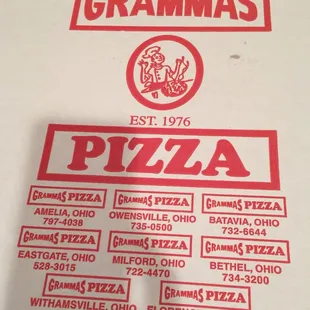 GRAMMAS
EST. 1976
PIZZA
GRAMMAS PIZZA GRAMMAS PIZZA GRAMMAS PIZZA
AMELIA, OHIO OWENSVILLE, OHIO BATAVIA, OHIO
797-4038 735-0500 732-6644
GRAMMAS PIZZA GRAMMAS PIZZA GRAMMAS PIZZA
EASTGATE, OHIO MILFORD, OHIO BETHEL, OHIO
528-3015 722-4470 734-3200
GRAMMAS PIZZA GRAMMAS PIZZA
WITHAMSVILLE, OHIO